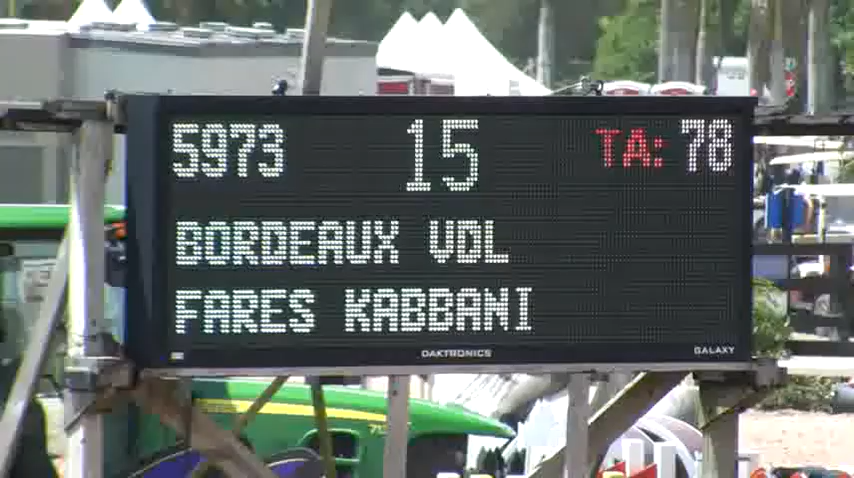 5973 15 TA: 78
BORDEAUX VDL
FARES KABBANI
DAKTRONICS GALAXY